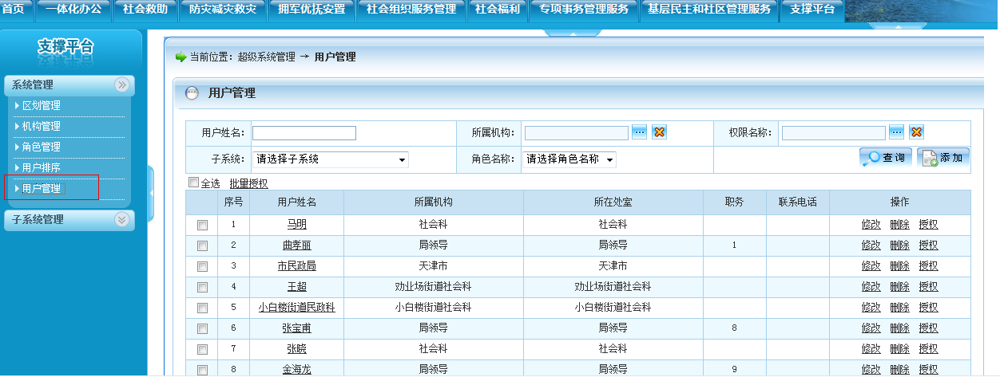 首页 一体化办公 社会救助 防灾减灾救灾 拥军优抚安置 社会组织服务管理 社会福利 专项事务管理服务 基层民主和社区管理服务 支撑平台
支撑平台
系统管理
区划管理
机构管理
角色管理
用户排序
用户管理
子系统管理
当前位置：超级系统管理 → 用户管理
用户管理
用户姓名： 所属机构： 权限名称：
子系统： 请选择子系统 角色名称： 请选择角色名称 查询 添加
全选 批里授权
序号 用户姓名 所属机构 所在处室 职务 联系电话 操作
1 马明 社会科 社会科 修改 删除 授权
2 曲孝丽 局领导 局领导 1 修改 删除 授权
3 市民政局 天津市 天津市 修改 删除 授权
4 王超 劝业场街道社会科 劝业场街道社会科 修改 删除 授权
5 小白楼街道民政科 小白楼街道社会科 小白楼街道社会科 修改 删除 授权
6 张宝甫 局领导 局领导 8 修改 删除 授权
7 张晓 社会科 社会科 修改 删除 授权
8 金海龙 局领导 局领导 9 修改 删除 授权